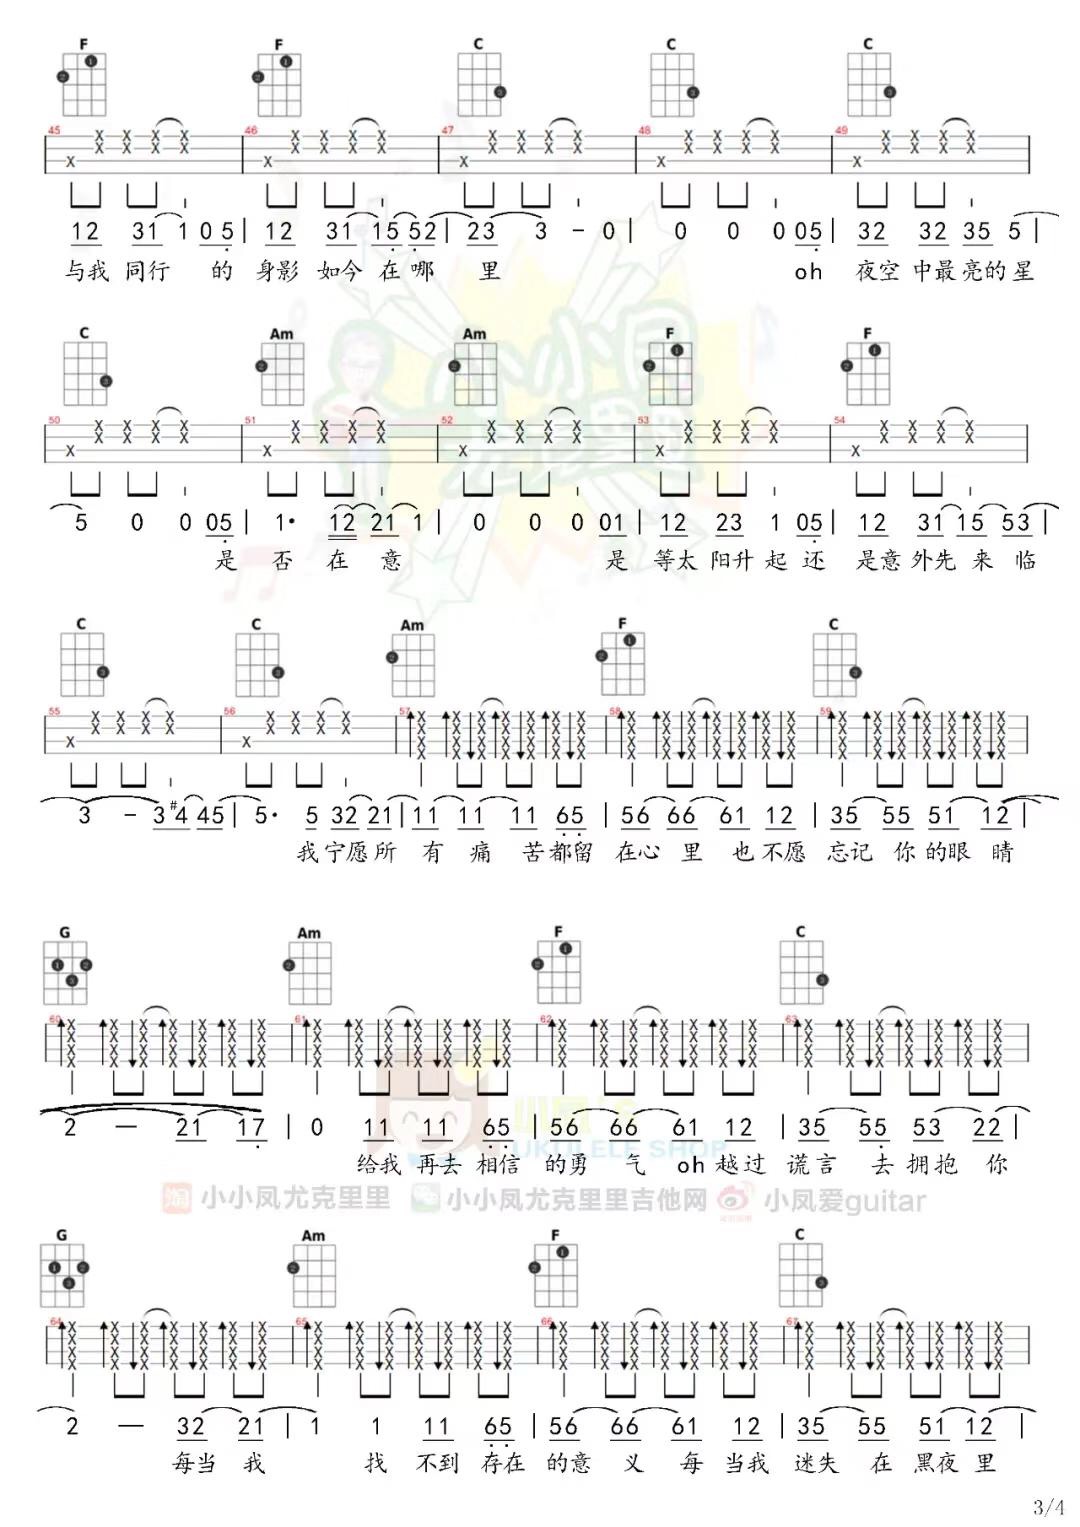 F F C C C
45 46 47 48 49
12 31 1 05 | 12 31 15 52 | 23 3 - 0 | 0 0 0 05 | 32 32 35 5 |
与我 同行 的 身影 如今 在哪 里 oh 夜空 中最 亮的 星
C Am Am F F
50 51 52 53 54
5 0 0 05 | 1· 12 21 1 | 0 0 0 01 | 12 23 1 05 | 12 31 15 53 |
是 否 在 意 是 等太 阳升 起 还 是意 外先 来 临
C C Am F C
55 56 57 58 59
3 - 3#4 45 | 5· 5 32 21 | 11 11 11 65 | 56 66 61 12 | 35 55 51 12 |
我 宁愿 所 有 痛 苦 都留 在心 里 也 不愿 忘记 你 的眼 睛
G Am F C
60 61 62 63
2 — 21 17 | 0 11 11 65 | 56 66 61 12 | 35 55 53 22 |
给我 再去 相信 的勇 气 oh 越过 谎言 去 拥抱 你
小小凤尤克里里 小小凤尤克里里吉他网 小凤爱guitar
UKULELE SHOP
G Am F C
64 65 66 67
2 — 32 21 | 1 1 11 65 | 56 66 61 12 | 35 55 51 12 |
每当 我 找 不到 存在 的意 义 每 当我 迷失 在 黑夜 里
3/4